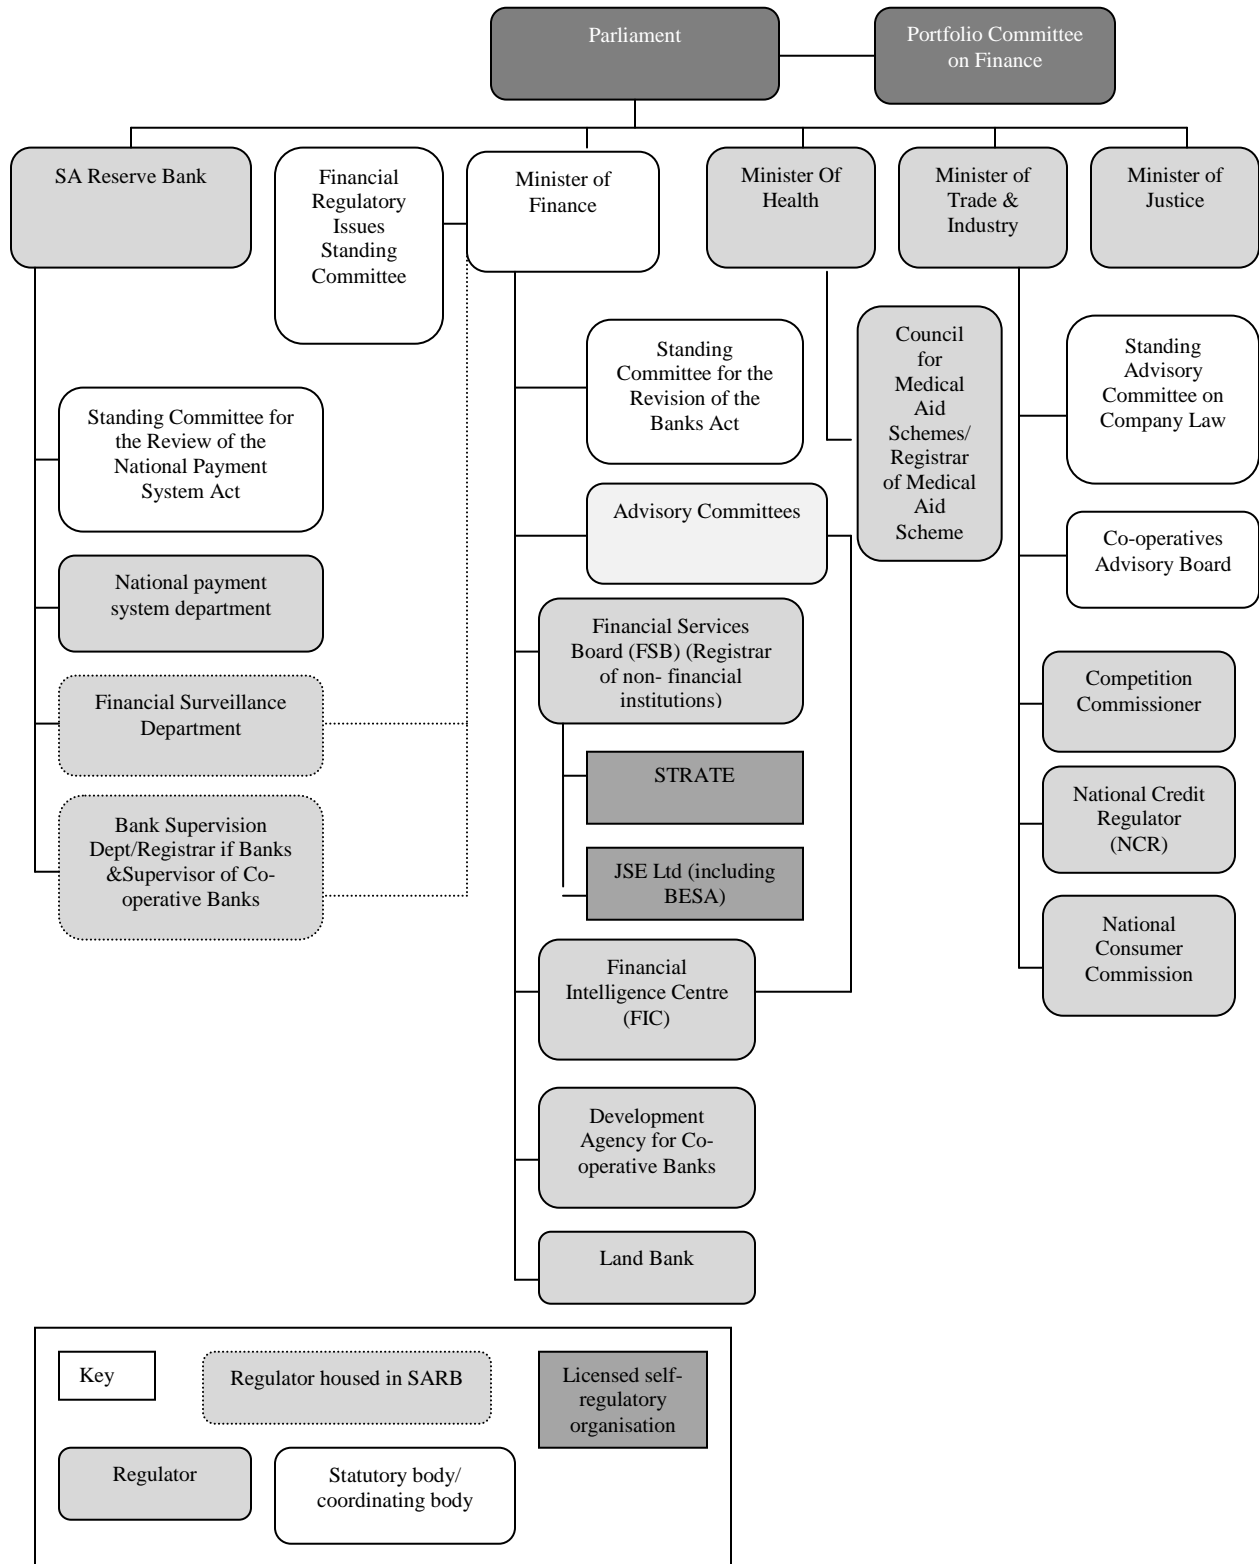 Parliament
Portfolio Committee
on Finance
SA Reserve Bank
Financial
Regulatory
Issues
Standing
Committee
Minister of
Finance
Minister Of
Health
Minister of
Trade &
Industry
Minister of
Justice
Standing Committee for
the Review of the
National Payment
System Act
National payment
system department
Financial Surveillance
Department
Bank Supervision
Dept/Registrar if Banks
&Supervisor of Co-
operative Banks
Standing
Committee for the
Revision of the
Banks Act
Advisory Committees
Financial Services
Board (FSB) (Registrar
of non- financial
institutions)
STRATE
JSE Ltd (including
BESA)
Financial
Intelligence Centre
(FIC)
Development
Agency for Co-
operative Banks
Land Bank
Council
for
Medical
Aid
Schemes/
Registrar
of Medical
Aid
Scheme
Standing
Advisory
Committee on
Company Law
Co-operatives
Advisory Board
Competition
Commissioner
National Credit
Regulator
(NCR)
National
Consumer
Commission
Key
Regulator housed in SARB
Licensed self-
regulatory
organisation
Regulator
Statutory body/
coordinating body